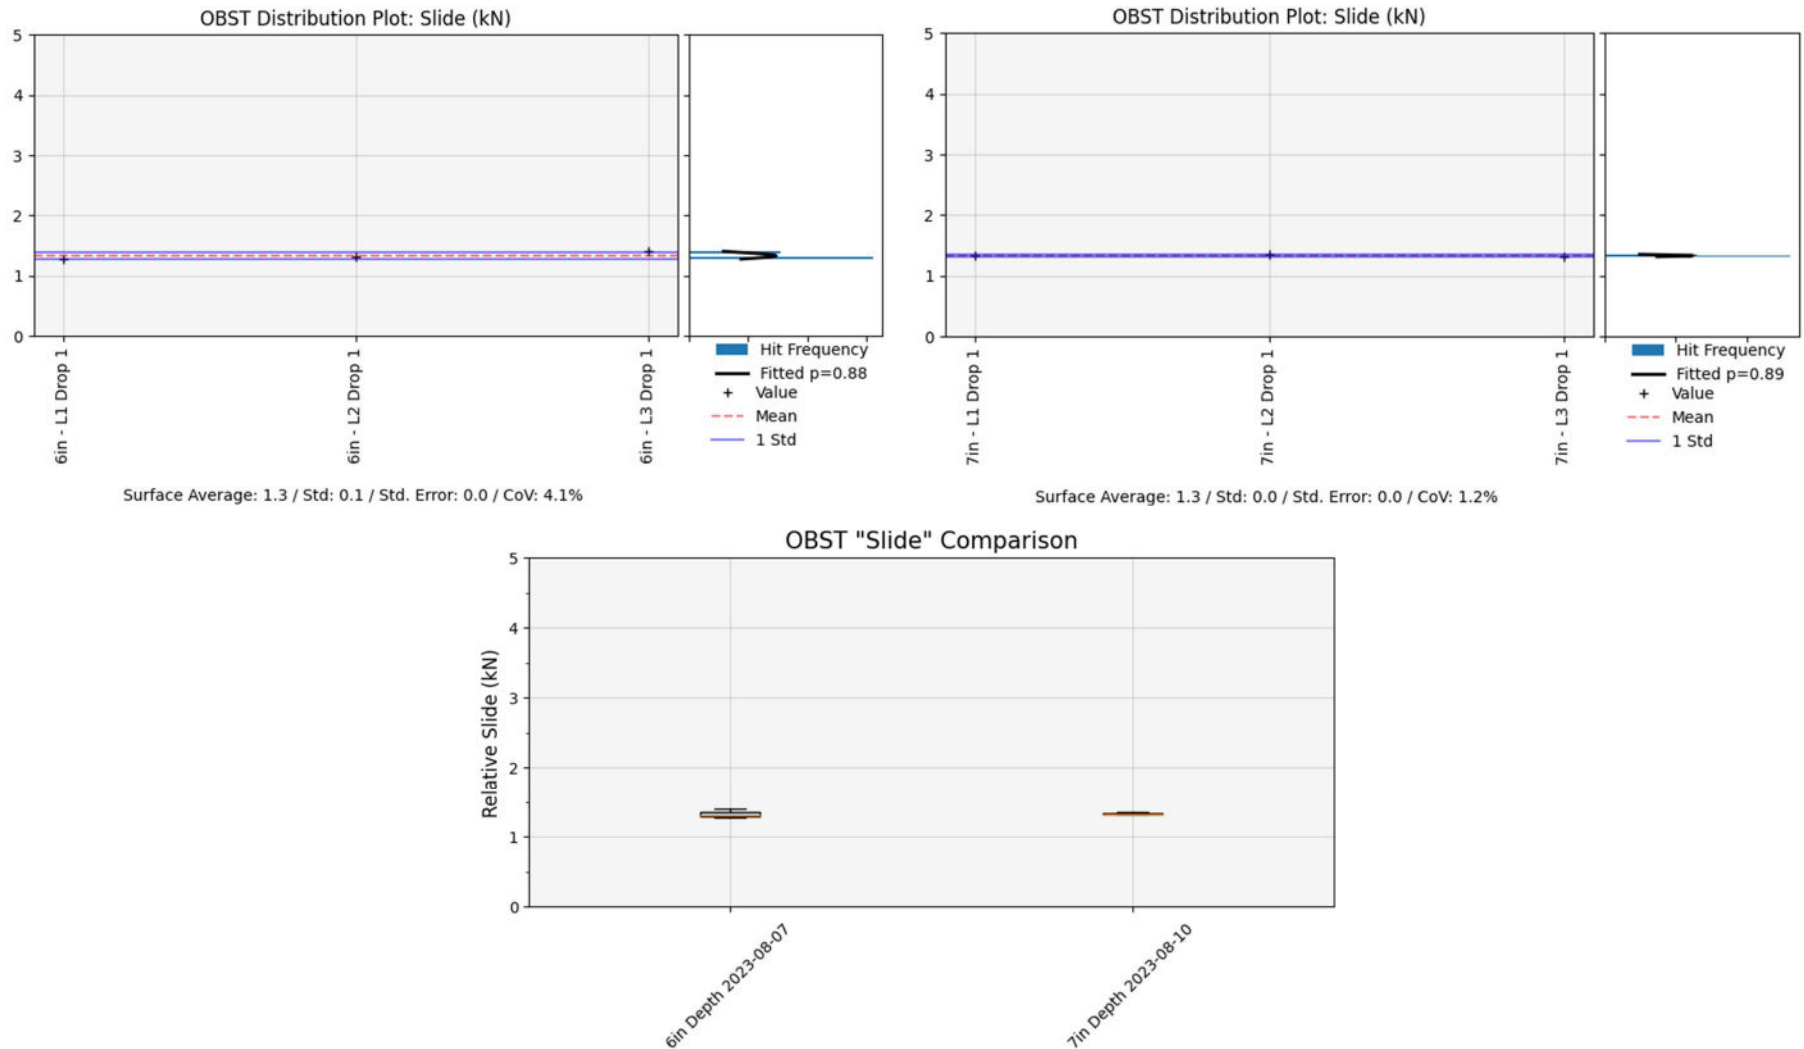 OBST Distribution Plot: Slide (kN)
5
4
3
2
1
0
6in - L1 Drop 1
6in - L2 Drop 1
6in - L3 Drop 1
Hit Frequency
Fitted p=0.88
Value
Mean
1 Std
Surface Average: 1.3 / Std: 0.1 / Std. Error: 0.0 / CoV: 4.1%
OBST Distribution Plot: Slide (kN)
5
4
3
2
1
0
7in - L1 Drop 1
7in - L2 Drop 1
7in - L3 Drop 1
Hit Frequency
Fitted p=0.89
Value
Mean
1 Std
Surface Average: 1.3 / Std: 0.0 / Std. Error: 0.0 / CoV: 1.2%
OBST "Slide" Comparison
Relative Slide (kN)
5
4
3
2
1
0
6in Depth 2023-08-07
7in Depth 2023-08-10